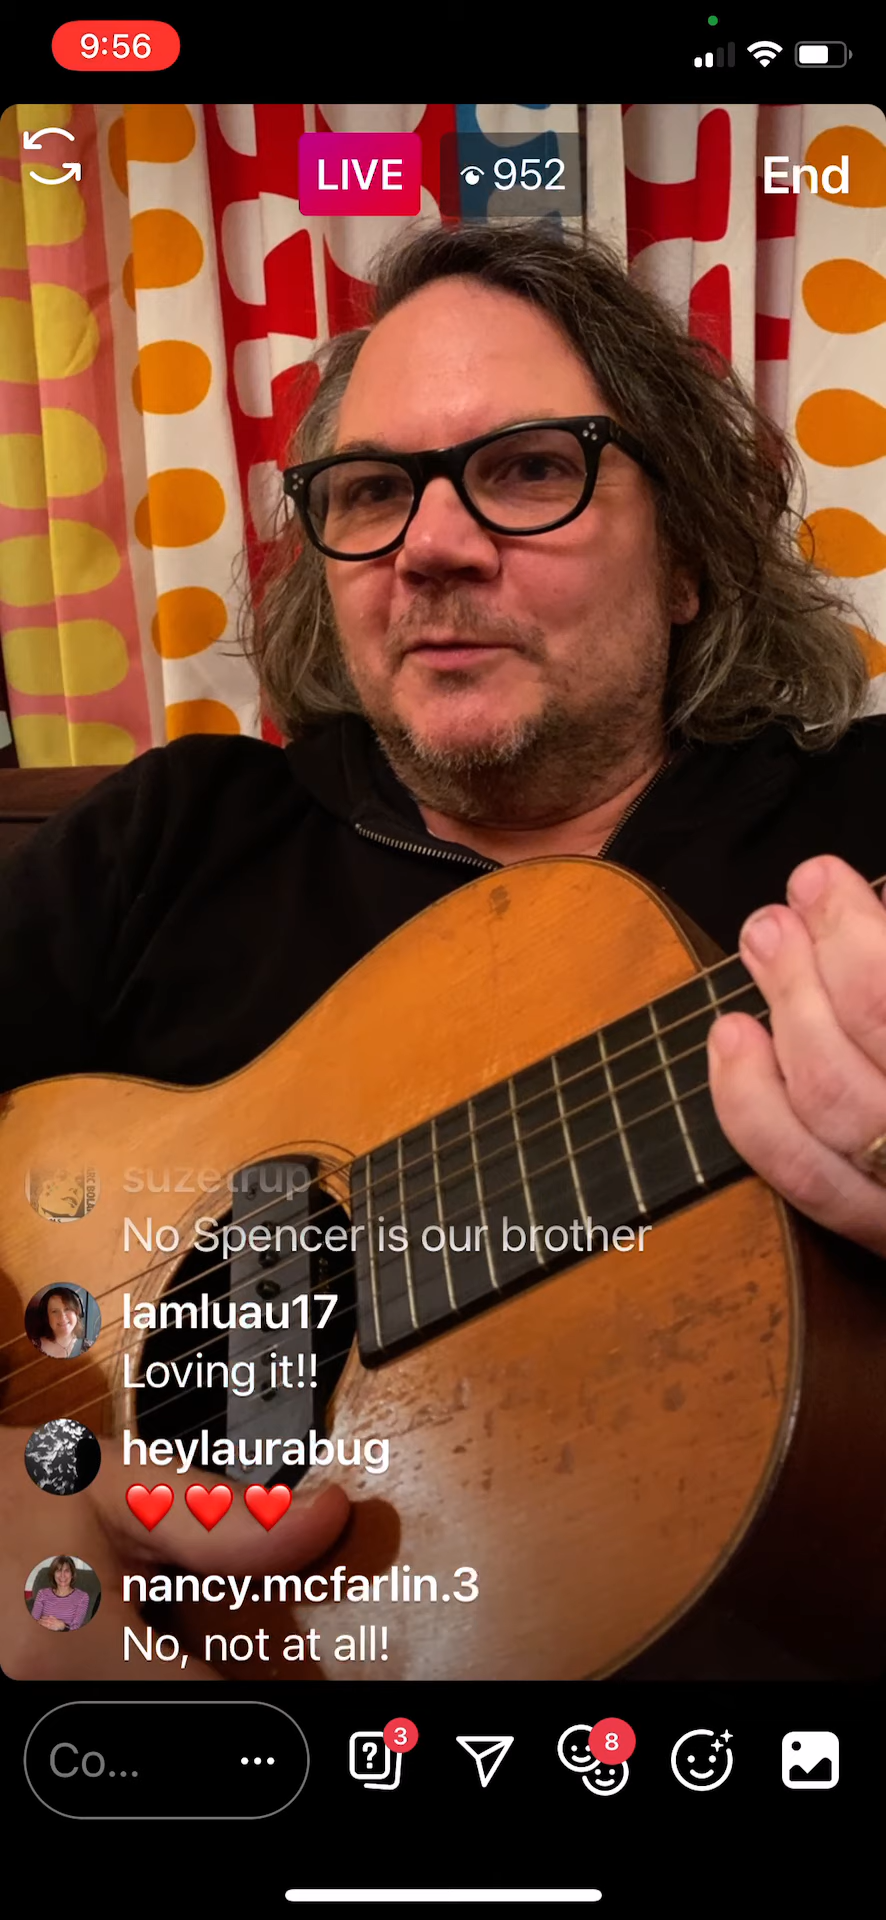 9:56
LIVE
952
End
suzetrup
No Spencer is our brother
lamluau17
Loving it!!
heylaurabug
❤️❤️❤️
nancy.mcfarlin.3
No, not at all!
Co...
3
8